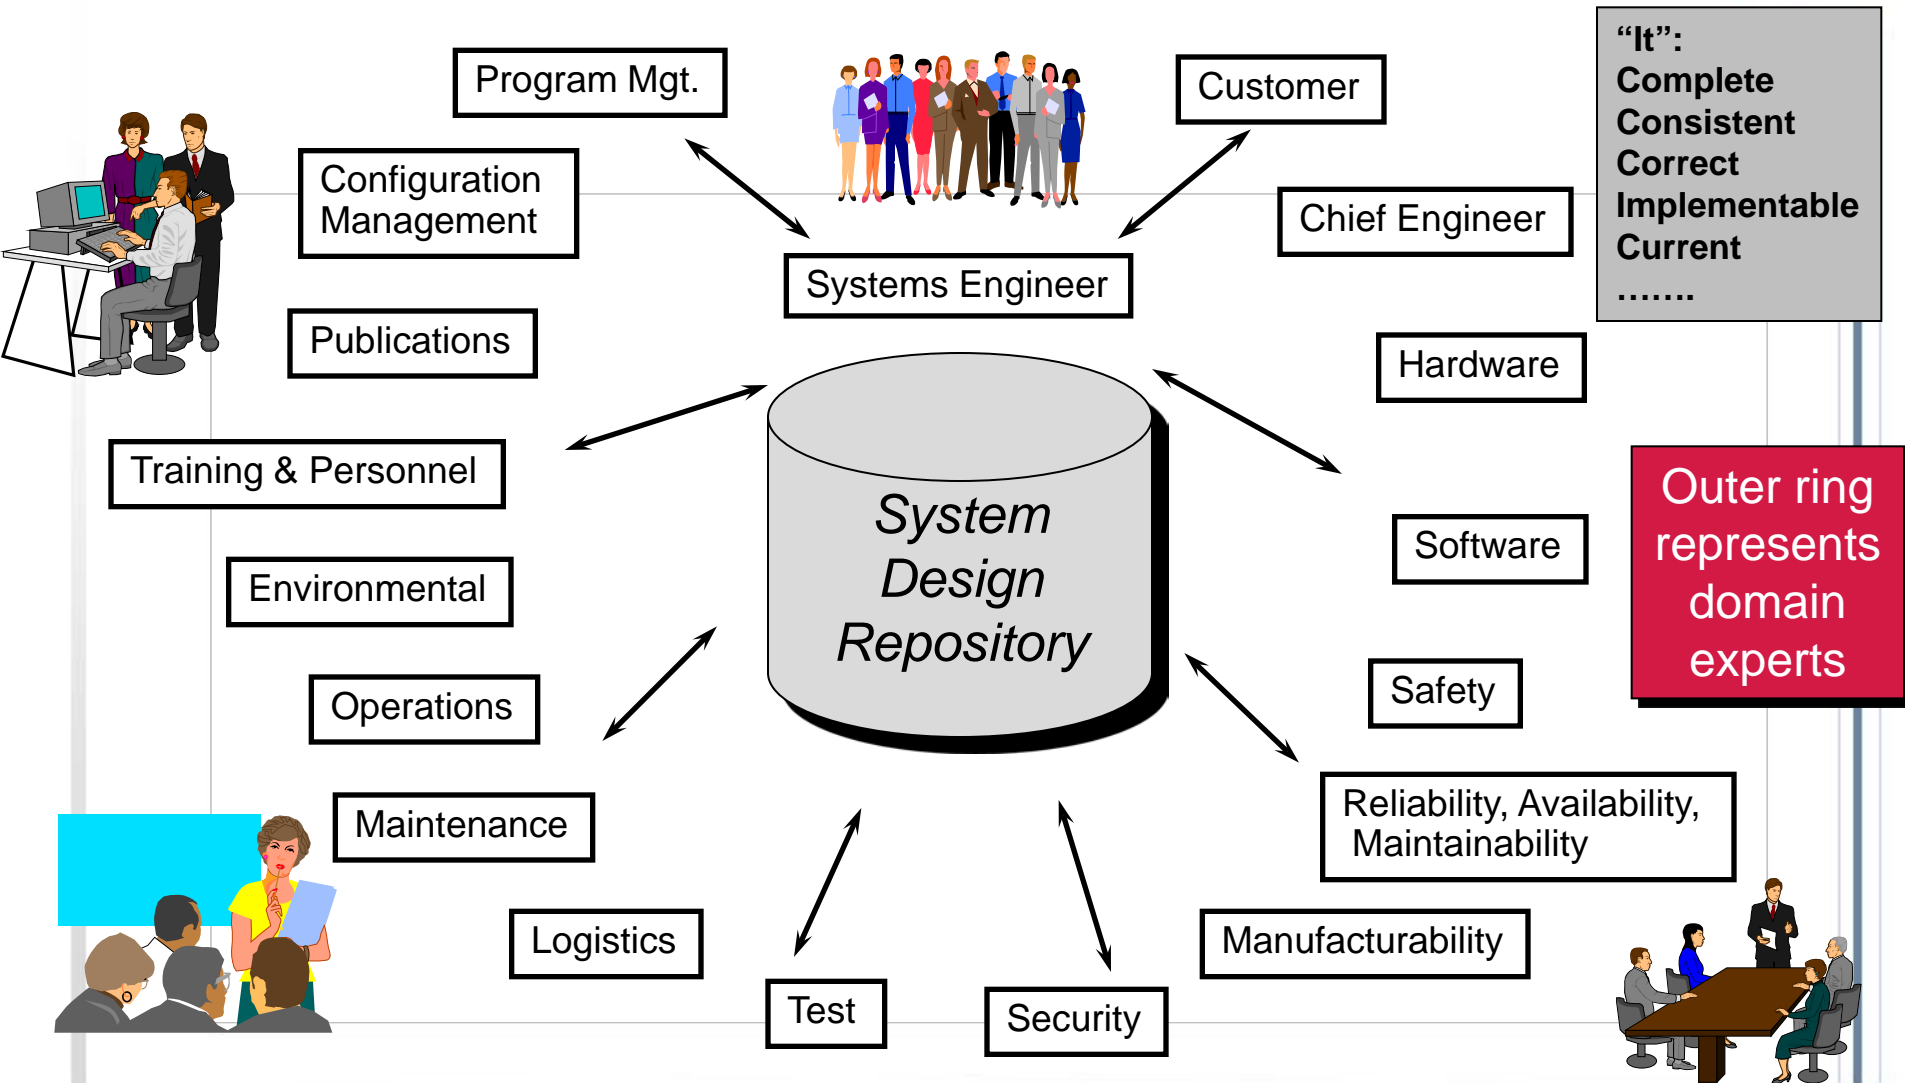 Program Mgt.
Customer
“It”:
Complete
Consistent
Correct
Implementable
Current
…….
Configuration
Management
Chief Engineer
Systems Engineer
Publications
Hardware
Training & Personnel
System
Design
Repository
Outer ring
represents
domain
experts
Software
Environmental
Operations
Safety
Maintenance
Reliability, Availability,
Maintainability
Logistics
Manufacturability
Test
Security